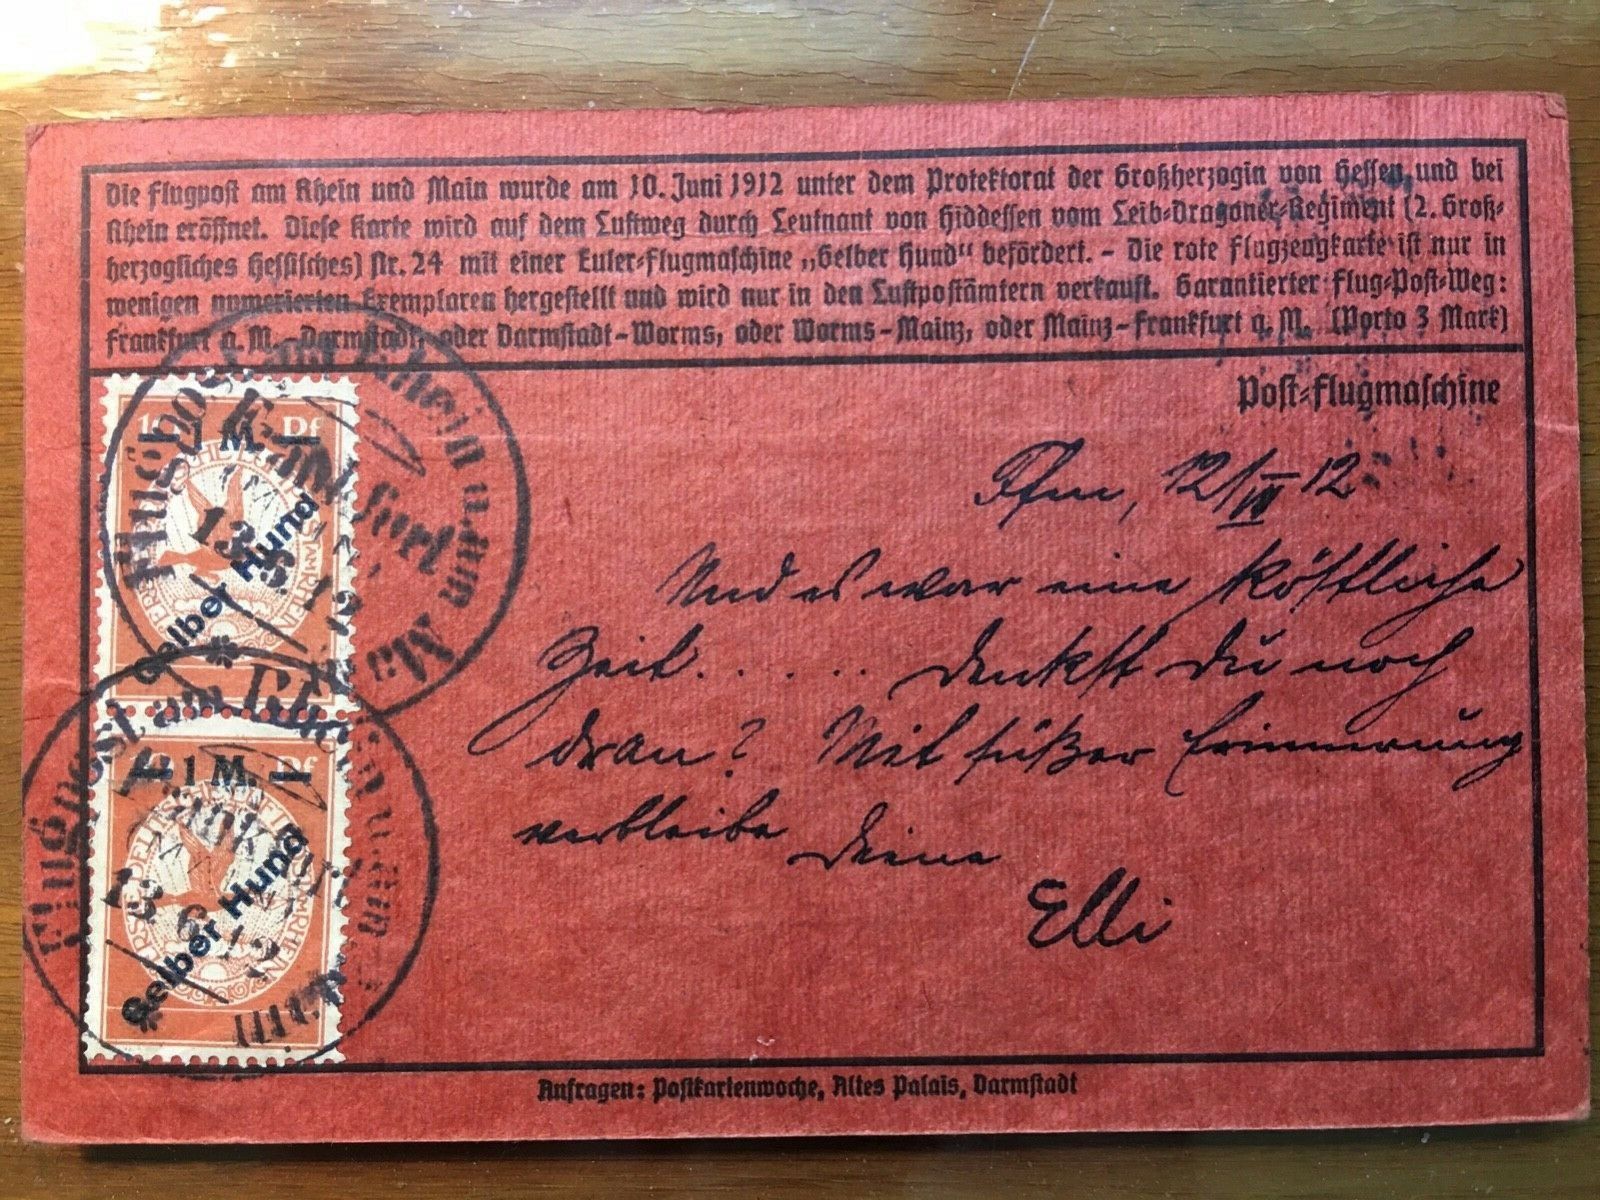 Die Flugpost am Rhein und Main wurde am 10. Juni 1912 unter dem Protektorat der Großherzogin von Hessen und bei
Rhein eröffnet. Diese Karte wird auf dem Luftweg durch Leutnant von Hiddessen vom Leib-Dragoner-Regiment (2. Groß-
herzogliches Hessisches) Nr. 24 mit einer Euler-Flugmaschine „Gelber Hund“ befördert. – Die rote Flugzeugkarte ist nur in
wenigen numerierten Exemplaren hergestellt und wird nur in den Luftpostämtern verkauft. Garantierter Flug-Post-Weg:
Frankfurt a. M.–Darmstadt, oder Darmstadt–Worms, oder Worms–Mainz, oder Mainz–Frankfurt a. M. (Porto 3 Mark)
Post-Flugmaschine
Ffm, 12/VI 12
Und es war eine köstliche
Zeit..... denkst Du noch
dran? Mit süßer Erinnerung
verbleibe Deine
Elli
10 Pf
1 M.
Gelber Hund
Flugpost am Rhein u. am Main
Frankfurt
(MAIN)
13.6.12
Pf
1 M.
Gelber Hund
Flugpost am Rhein u. am Main
Frankfurt
(MAIN)
13 6 12
Anfragen: Postkartenwoche, Altes Palais, Darmstadt